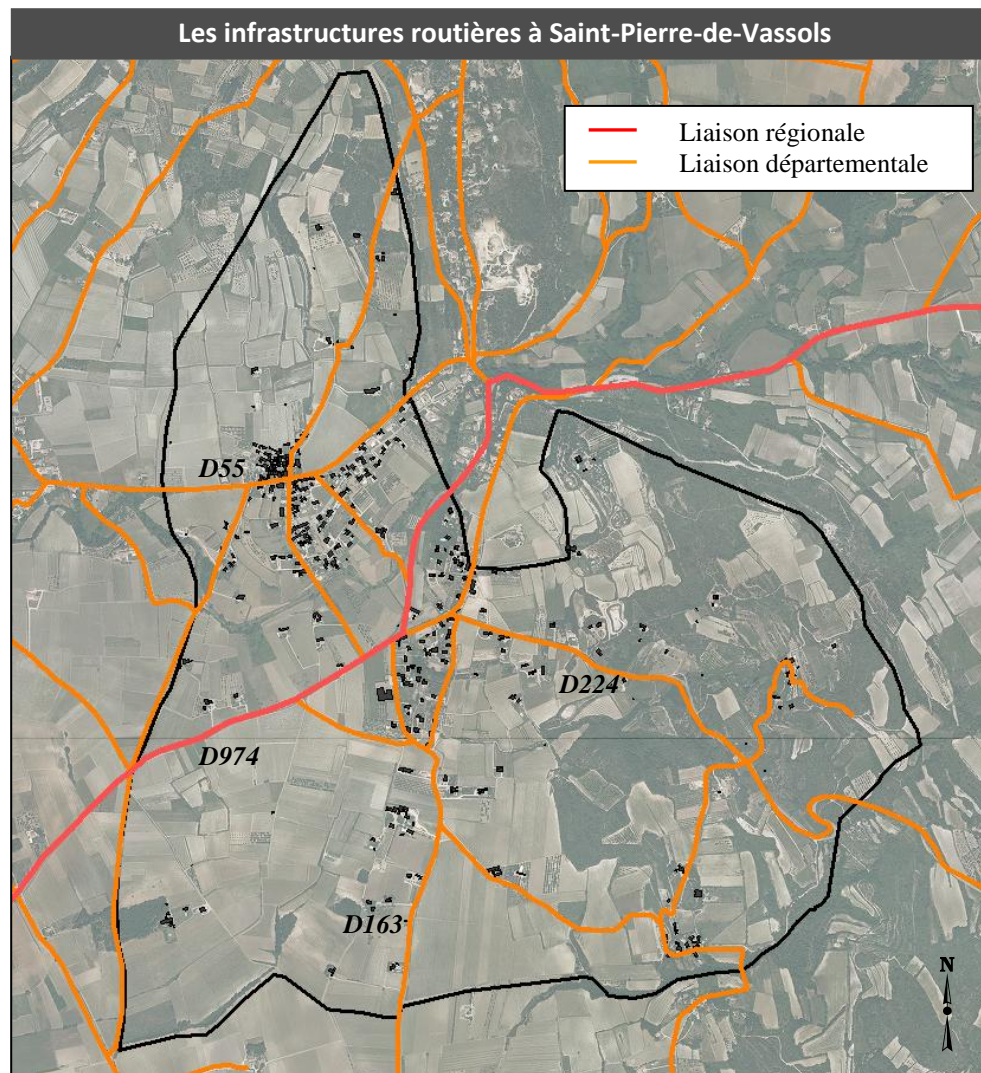 Les infrastructures routières à Saint-Pierre-de-Vassols
Liaison régionale
Liaison départementale
D55
D224
D974
D163
N